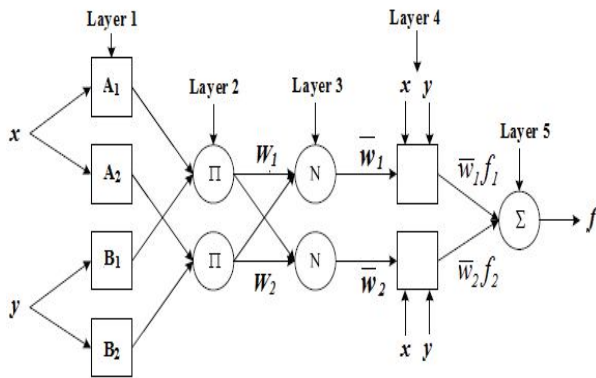 Layer 1
Layer 4
A₁
Layer 2
Layer 3
x y
Layer 5
x
W₁
w̅₁
Π
N
w̅₁f₁
A₂
Σ
f
B₁
Π
N
w̅₂f₂
W₂
w̅₂
y
B₂
x y